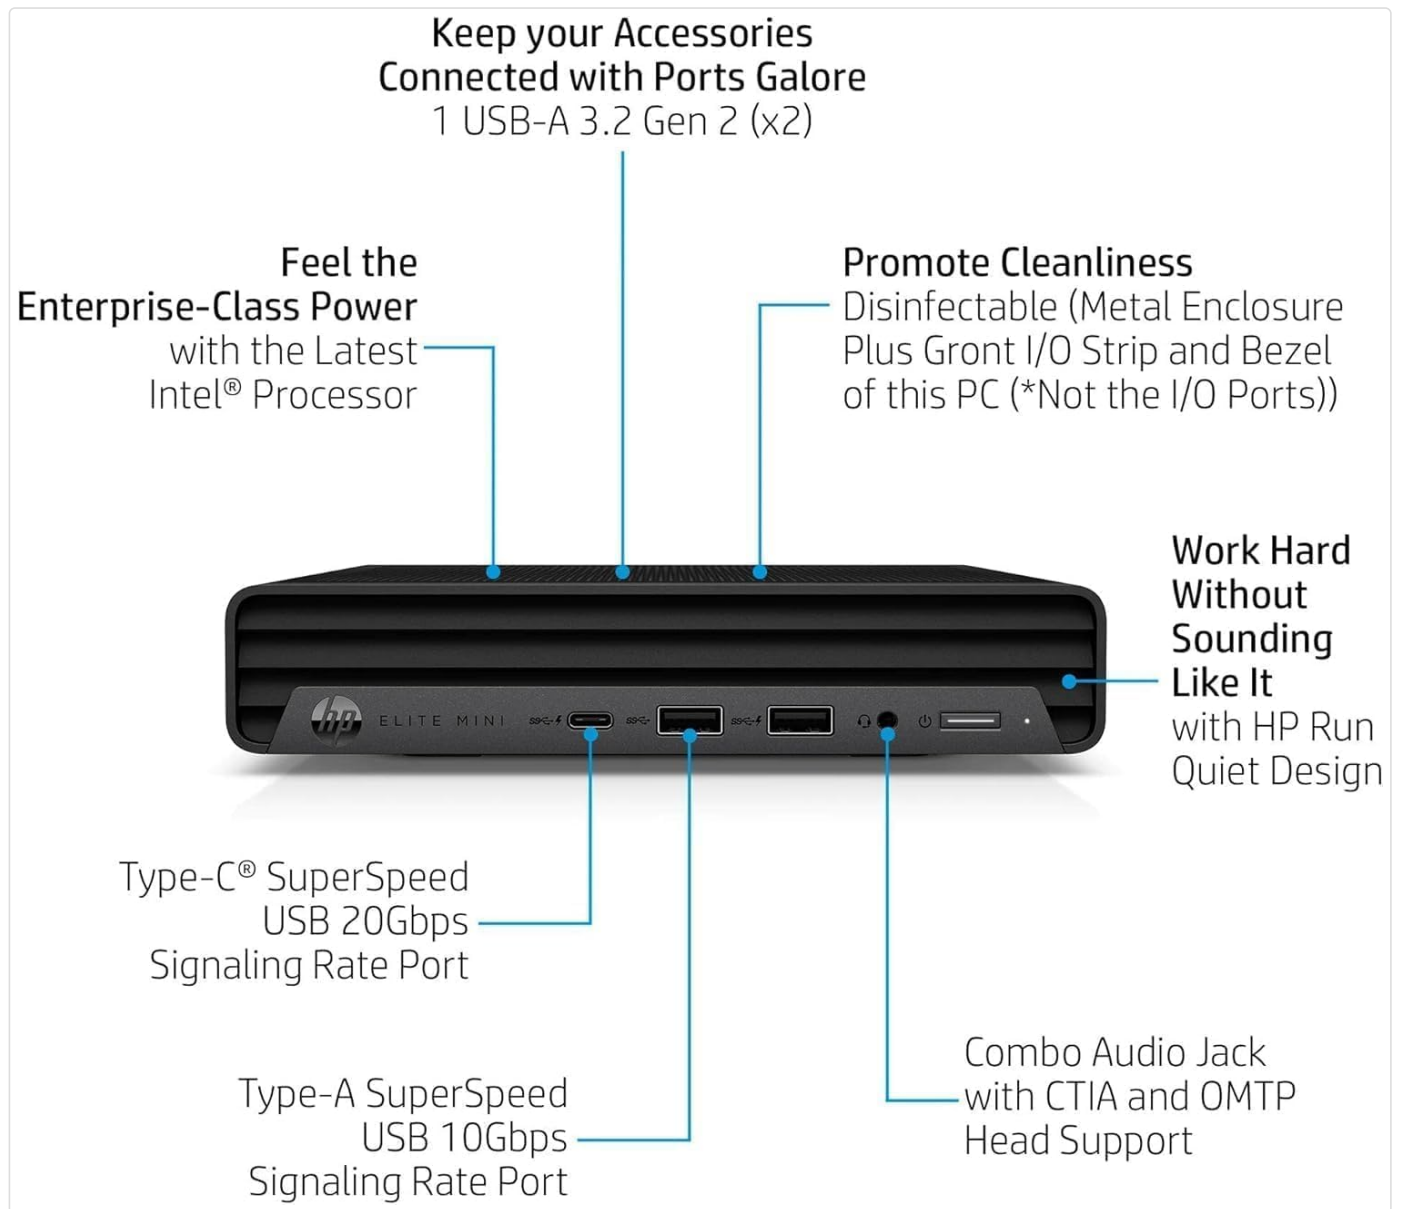 Keep your Accessories
Connected with Ports Galore
1 USB-A 3.2 Gen 2 (x2)
Feel the
Enterprise-Class Power
with the Latest
Intel® Processor
Promote Cleanliness
Disinfectable (Metal Enclosure
Plus Gront I/O Strip and Bezel
of this PC (*Not the I/O Ports))
Work Hard
Without
Sounding
Like It
with HP Run
Quiet Design
hp ELITE MINI SS SS SS
Type-C® SuperSpeed
USB 20Gbps
Signaling Rate Port
Type-A SuperSpeed
USB 10Gbps
Signaling Rate Port
Combo Audio Jack
with CTIA and OMTP
Head Support